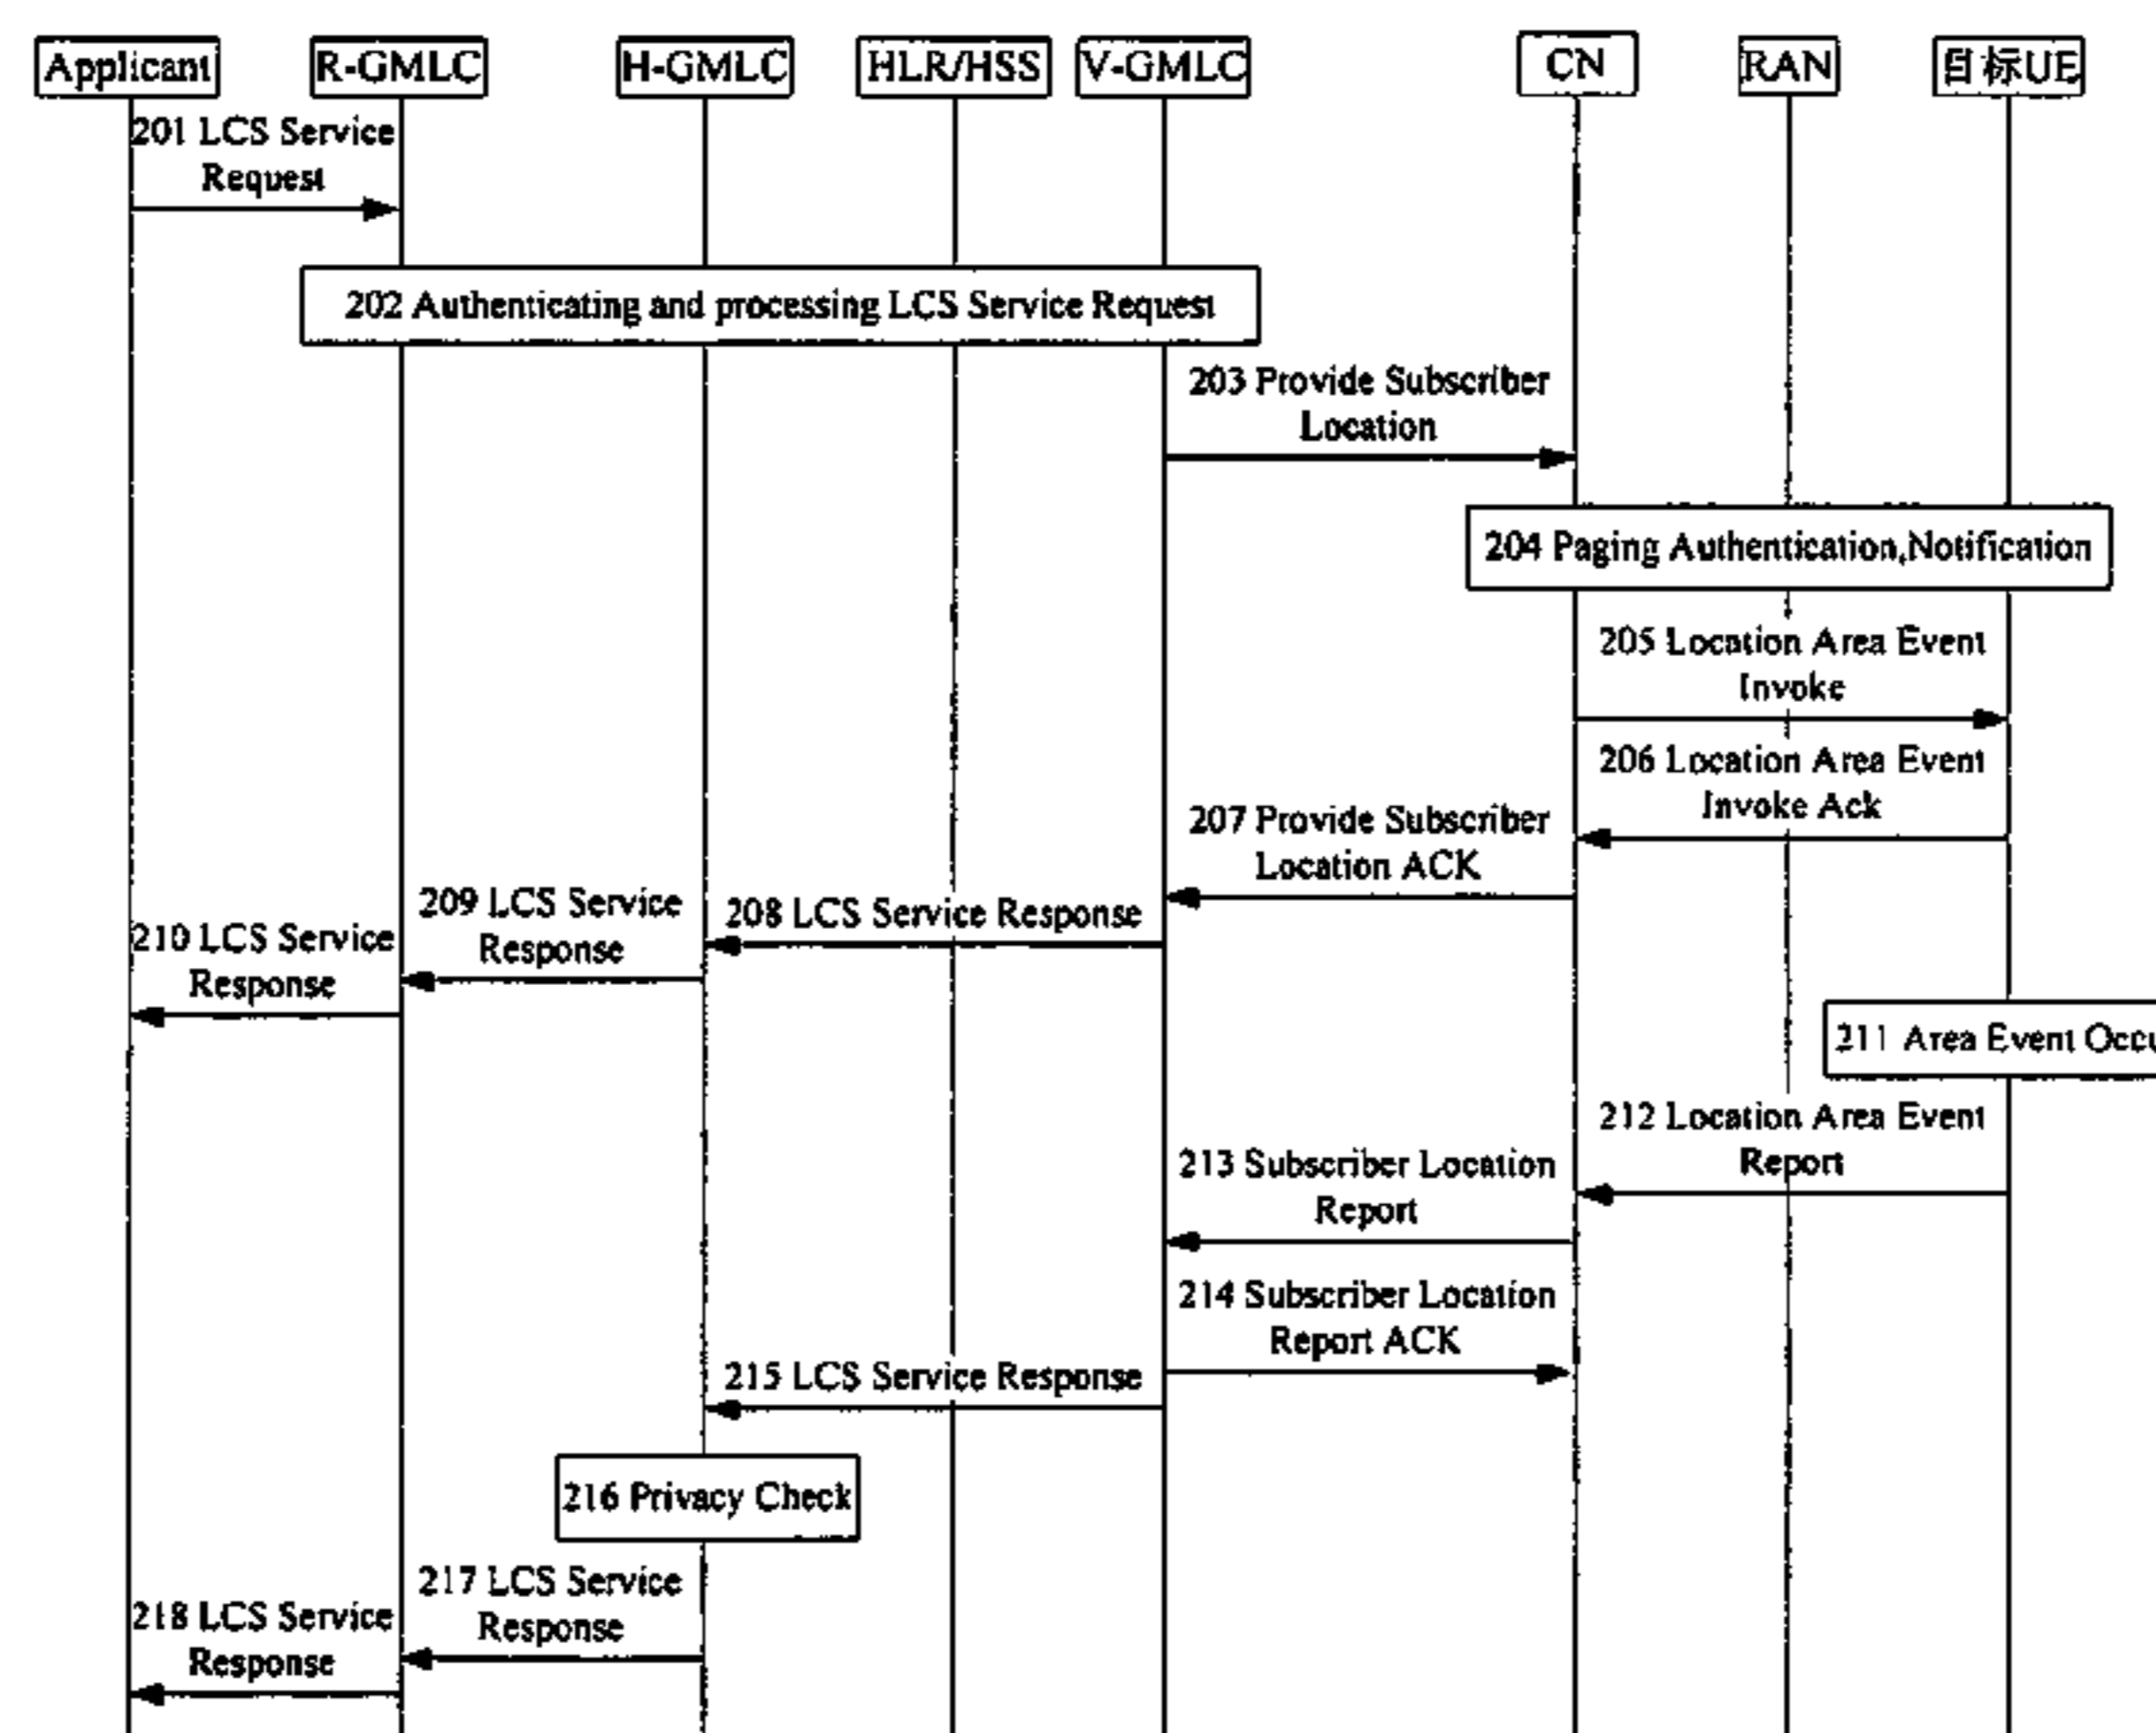 Applicant
R-GMLC
H-GMLC
HLR/HSS
V-GMLC
CN
RAN
目标UE
201 LCS Service
Request
202 Authenticating and processing LCS Service Request
203 Provide Subscriber
Location
204 Paging Authentication,Notification
205 Location Area Event
Invoke
206 Location Area Event
Invoke Ack
207 Provide Subscriber
Location ACK
208 LCS Service Response
209 LCS Service
Response
210 LCS Service
Response
211 Area Event
212 Location Area Event
Report
213 Subscriber Location
Report
214 Subscriber Location
Report ACK
215 LCS Service Response
216 Privacy Check
217 LCS Service
Response
218 LCS Service
Response